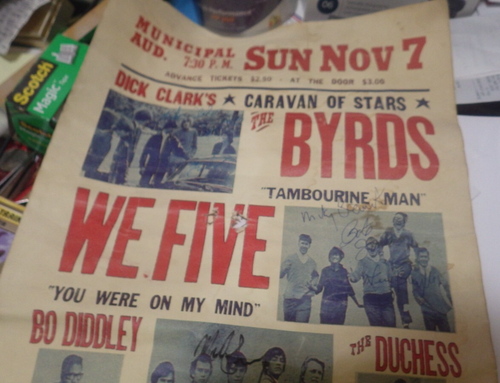 MUNICIPAL
AUD. 7:30 P.M.
SUN NOV 7
ADVANCE TICKETS $2.50 - AT THE DOOR $3.00
DICK CLARK'S ★ CARAVAN OF STARS ★
THE BYRDS
"TAMBOURINE MAN"
WE FIVE
"YOU WERE ON MY MIND"
BO DIDDLEY
THE DUCHESS
Scotch
Magic